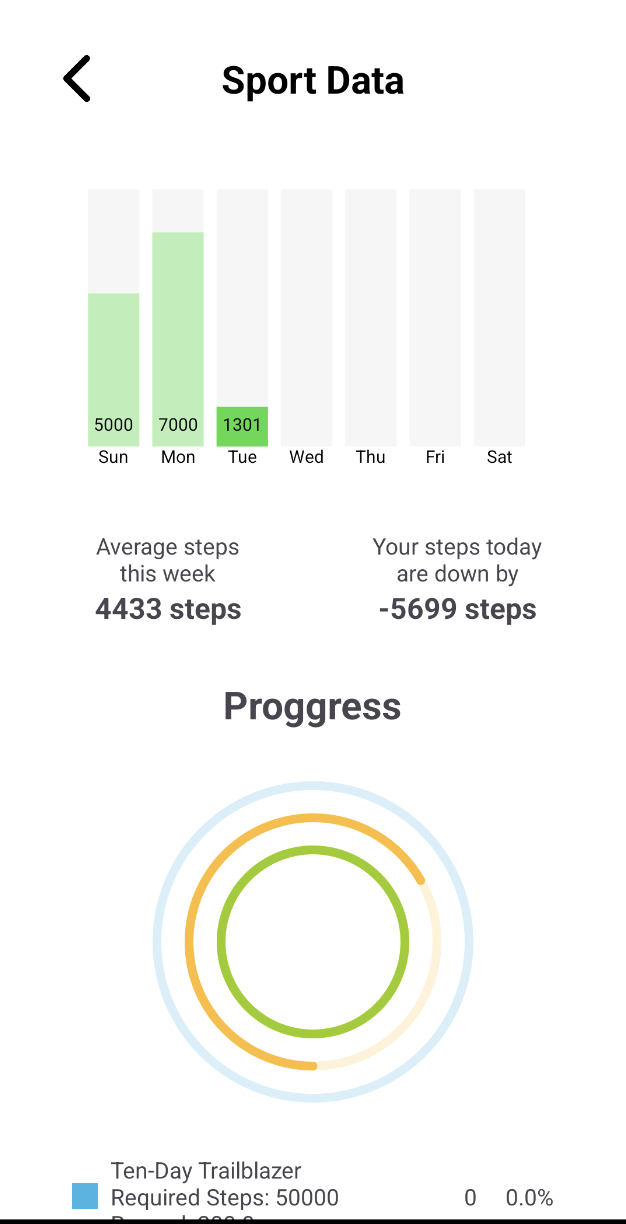 Sport Data
5000 7000 1301
Sun Mon Tue Wed Thu Fri Sat
Average steps
this week
4433 steps
Your steps today
are down by
-5699 steps
Proggress
Ten-Day Trailblazer
Required Steps: 50000 0 0.0%